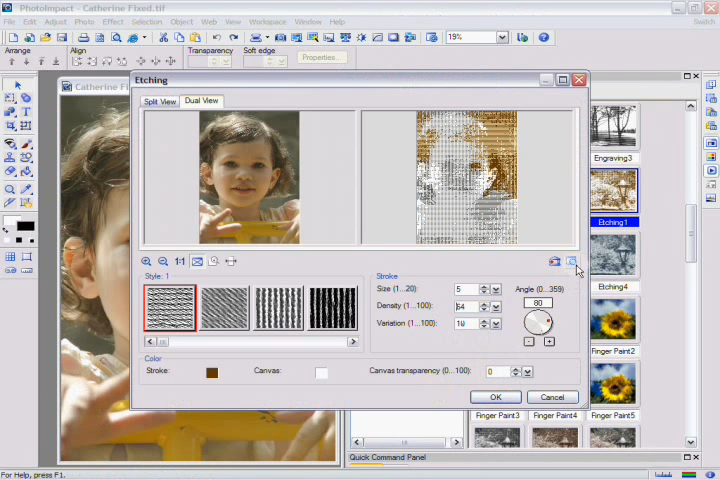 PhotoImpact - Catherine Fixed.tif
File Edit View Adjust Photo Effect Selection Object Web View Workspace Window Help
Switch
19%
Arrange Align Transparency Soft edge
Properties...
Catherine Fi
Etching
Split View Dual View
1:1
Style: 1
Stroke
Size (1...20): 5
Density (1...100): 64
Variation (1...100): 10
Angle (0...359)
80
Color
Stroke: Canvas: Canvas transparency (0...100): 0
OK Cancel
Engraving3
Etching1
Etching4
Finger Paint2
Finger Paint3 Finger Paint4 Finger Paint5
Quick Command Panel
For Help, press F1.